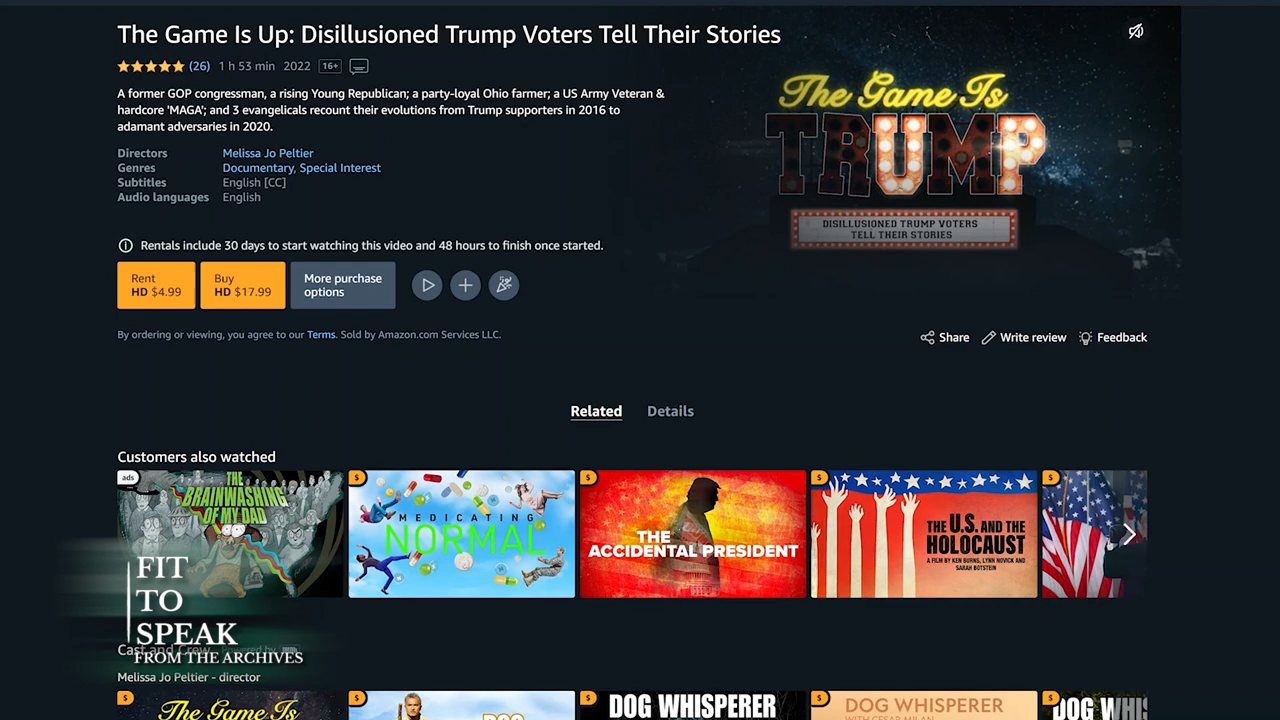 The Game Is Up: Disillusioned Trump Voters Tell Their Stories
(26) 1 h 53 min 2022 16+
A former GOP congressman, a rising Young Republican; a party-loyal Ohio farmer; a US Army Veteran &
hardcore 'MAGA'; and 3 evangelicals recount their evolutions from Trump supporters in 2016 to
adamant adversaries in 2020.
Directors Melissa Jo Peltier
Genres Documentary, Special Interest
Subtitles English [CC]
Audio languages English
The Game Is
TRUMP
DISILLUSIONED TRUMP VOTERS
TELL THEIR STORIES
Rentals include 30 days to start watching this video and 48 hours to finish once started.
Rent
HD $4.99
Buy
HD $17.99
More purchase
options
By ordering or viewing, you agree to our Terms. Sold by Amazon.com Services LLC.
Share Write review Feedback
Related Details
Customers also watched
ads
THE
BRAINWASHING
OF MY DAD
$
MEDICATING
NORMAL
$
THE
ACCIDENTAL PRESIDENT
$
THE U.S. AND THE
HOLOCAUST
A FILM BY KEN BURNS, LYNN NOVICK AND
SARAH BOTSTEIN
$
FIT
TO
SPEAK
FROM THE ARCHIVES
Cast and Crew Powered by IMDb
Melissa Jo Peltier - director
$
The Game Is
$
DOG
$
DOG WHISPERER
$
DOG WHISPERER
WITH CESAR MILAN
$
DOG WHI